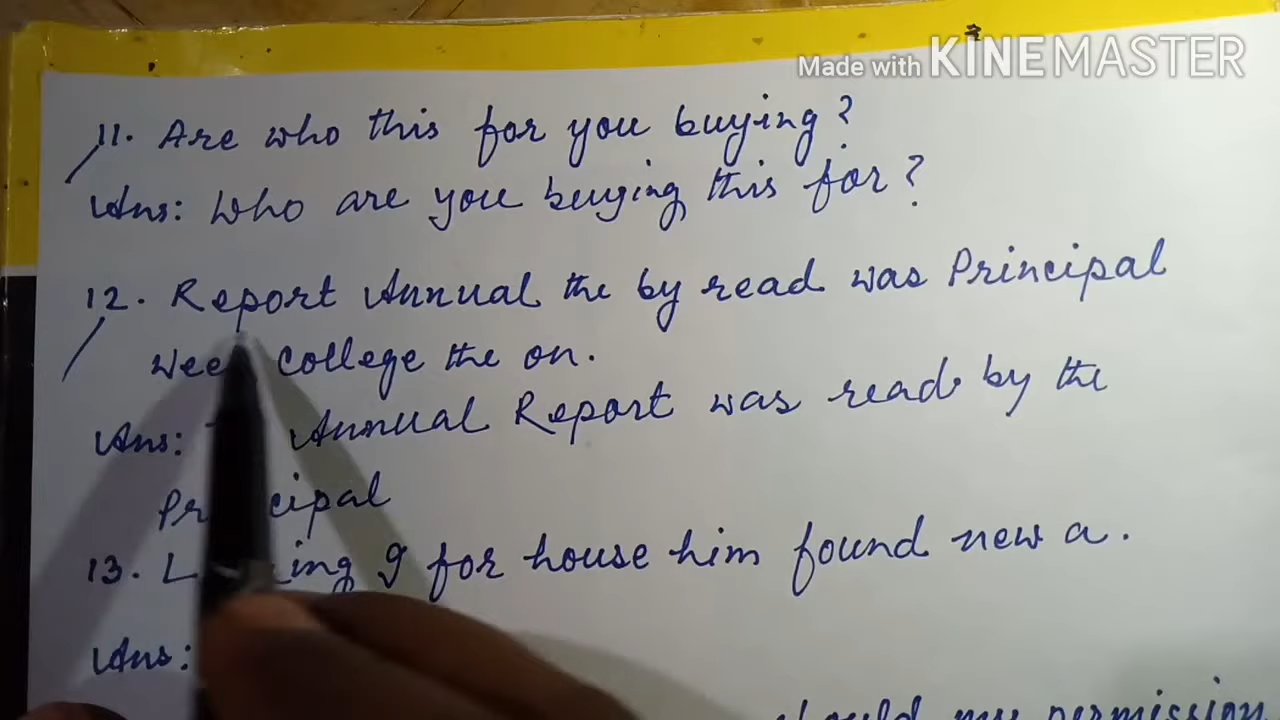 Made with KINEMASTER
11. Are who this for you buying?
Ans: Who are you buying this for?
12. Report Annual the by read was Principal
college the on.
Ans: Annual Report was read by the
13. I for house him found new a.
Ans:
my permission